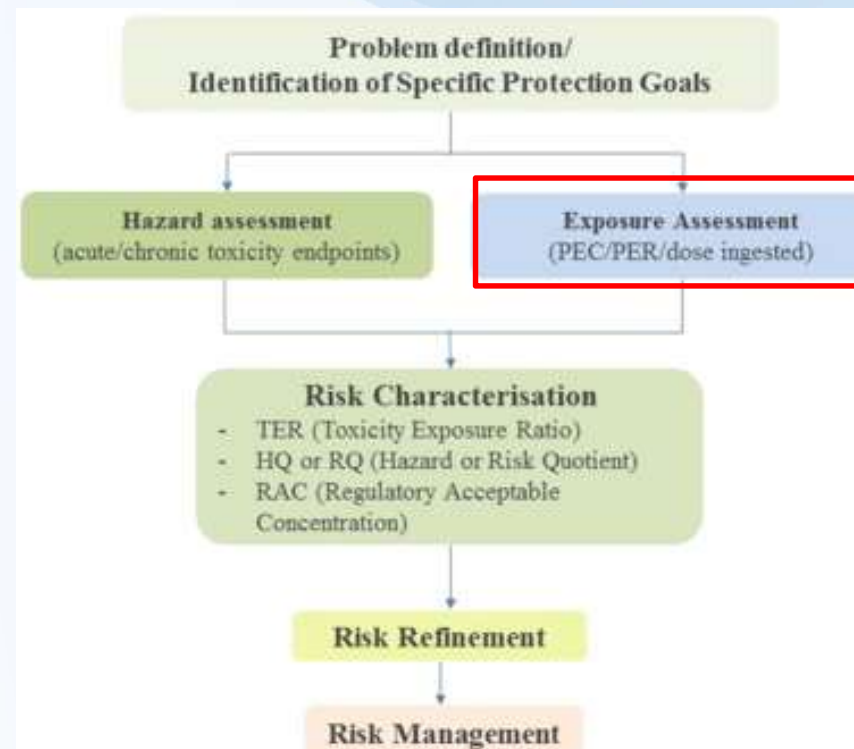 Problem definition/
Identification of Specific Protection Goals
Hazard assessment
(acute/chronic toxicity endpoints)
Exposure Assessment
(PEC/PER/dose ingested)
Risk Characterisation
- TER (Toxicity Exposure Ratio)
- HQ or RQ (Hazard or Risk Quotient)
- RAC (Regulatory Acceptable
Concentration)
Risk Refinement
Risk Management